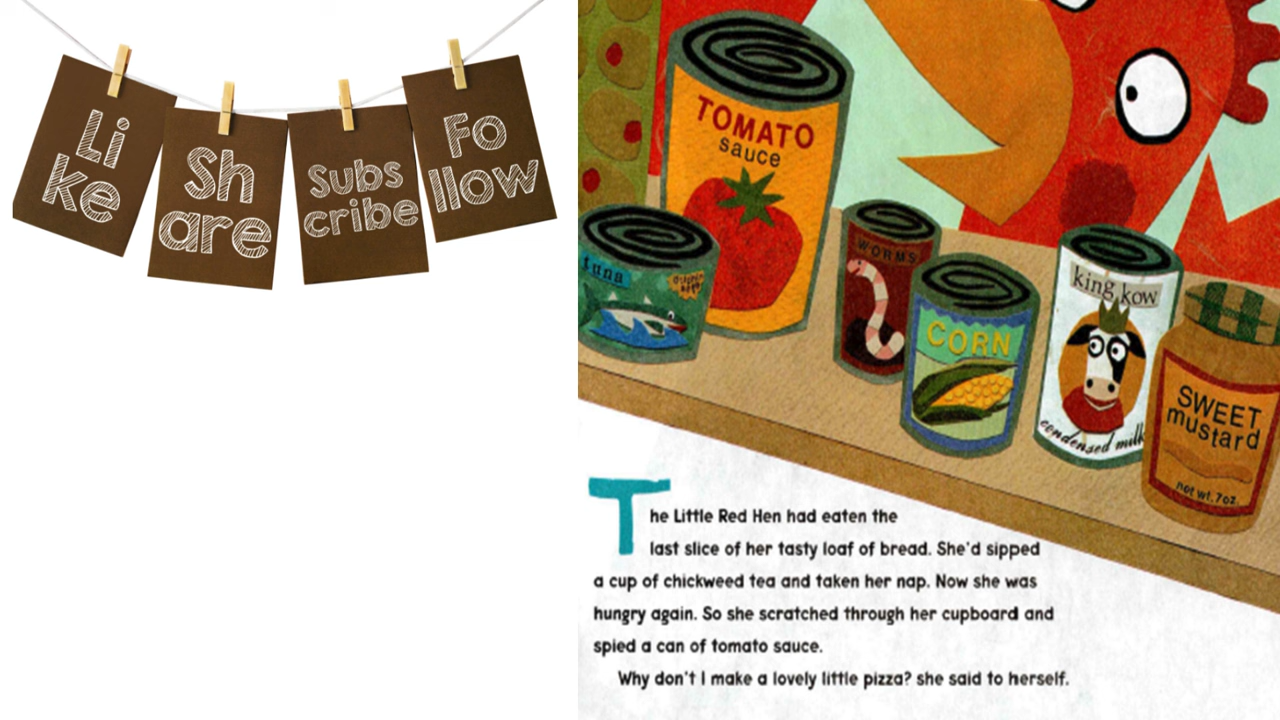 Li
ke
Sh
are
Subs
cribe
Fo
llow
TOMATO
sauce
tuna
WORMS
CORN
king kow
condensed milk
SWEET
mustard
net wt. 7oz.
The Little Red Hen had eaten the
last slice of her tasty loaf of bread. She'd sipped
a cup of chickweed tea and taken her nap. Now she was
hungry again. So she scratched through her cupboard and
spied a can of tomato sauce.
Why don't I make a lovely little pizza? she said to herself.